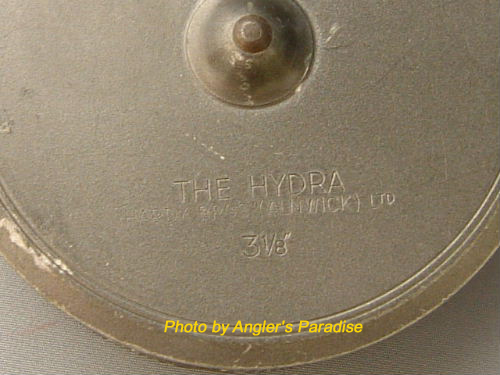 THE HYDRA
HARDY BROS (ALNWICK) LTD
3 1/8"
Photo by Angler's Paradise